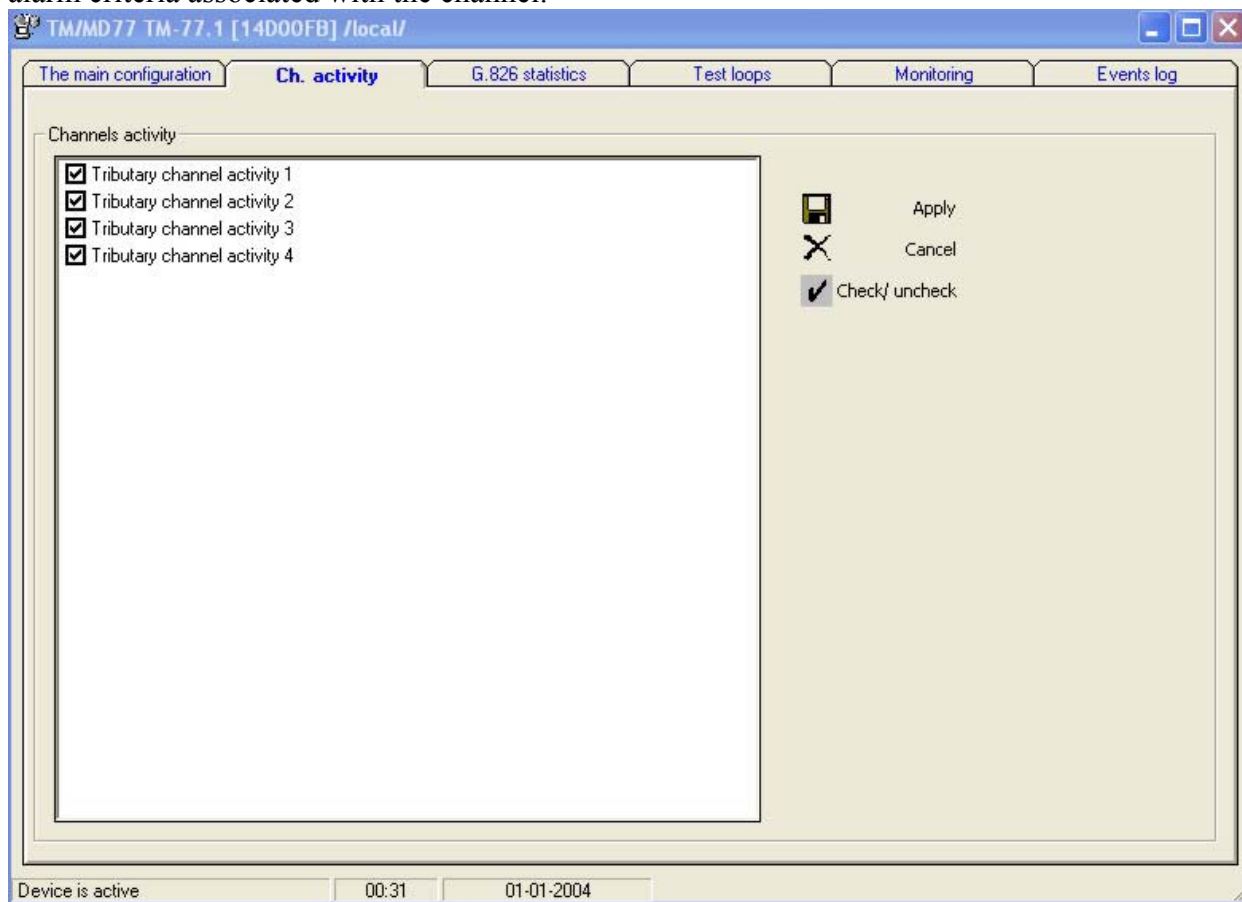 alarm criteria associated with the channel.
TM/MD77 TM-77.1 [14D00FB] /local/
The main configuration Ch. activity G.826 statistics Test loops Monitoring Events log
Channels activity
Tributary channel activity 1
Tributary channel activity 2
Tributary channel activity 3
Tributary channel activity 4
Apply
Cancel
Check/ uncheck
Device is active 00:31 01-01-2004